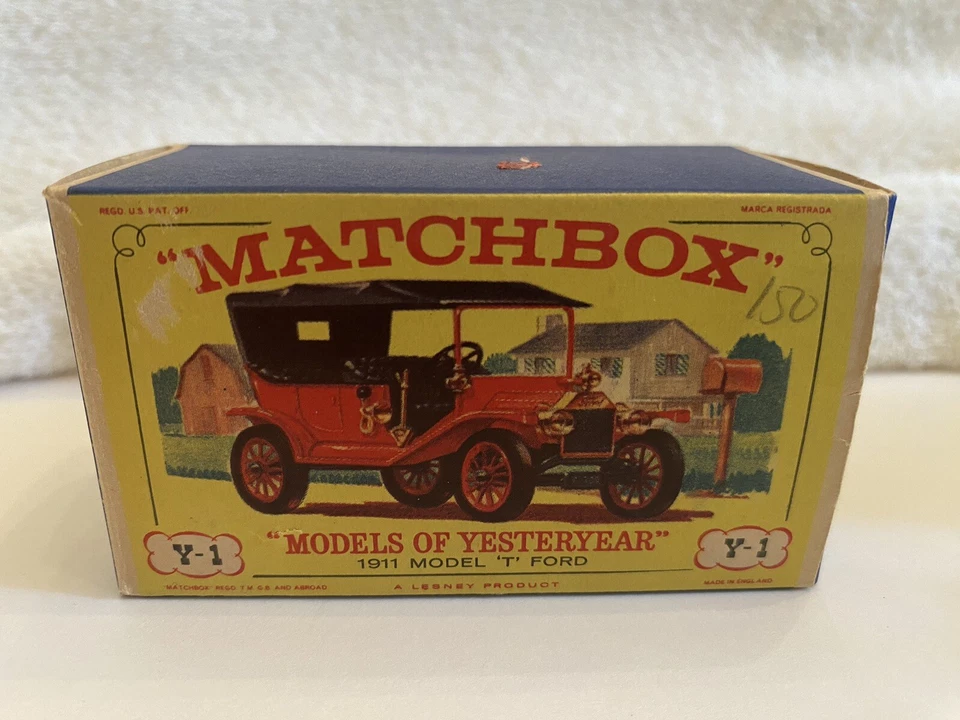 REGD. U.S. PAT. OFF.
MARCA REGISTRADA
"MATCHBOX"
150
Y-1
"MODELS OF YESTERYEAR"
1911 MODEL 'T' FORD
Y-1
"MATCHBOX" REGD. T.M. G.B. AND ABROAD
A LESNEY PRODUCT
MADE IN ENGLAND